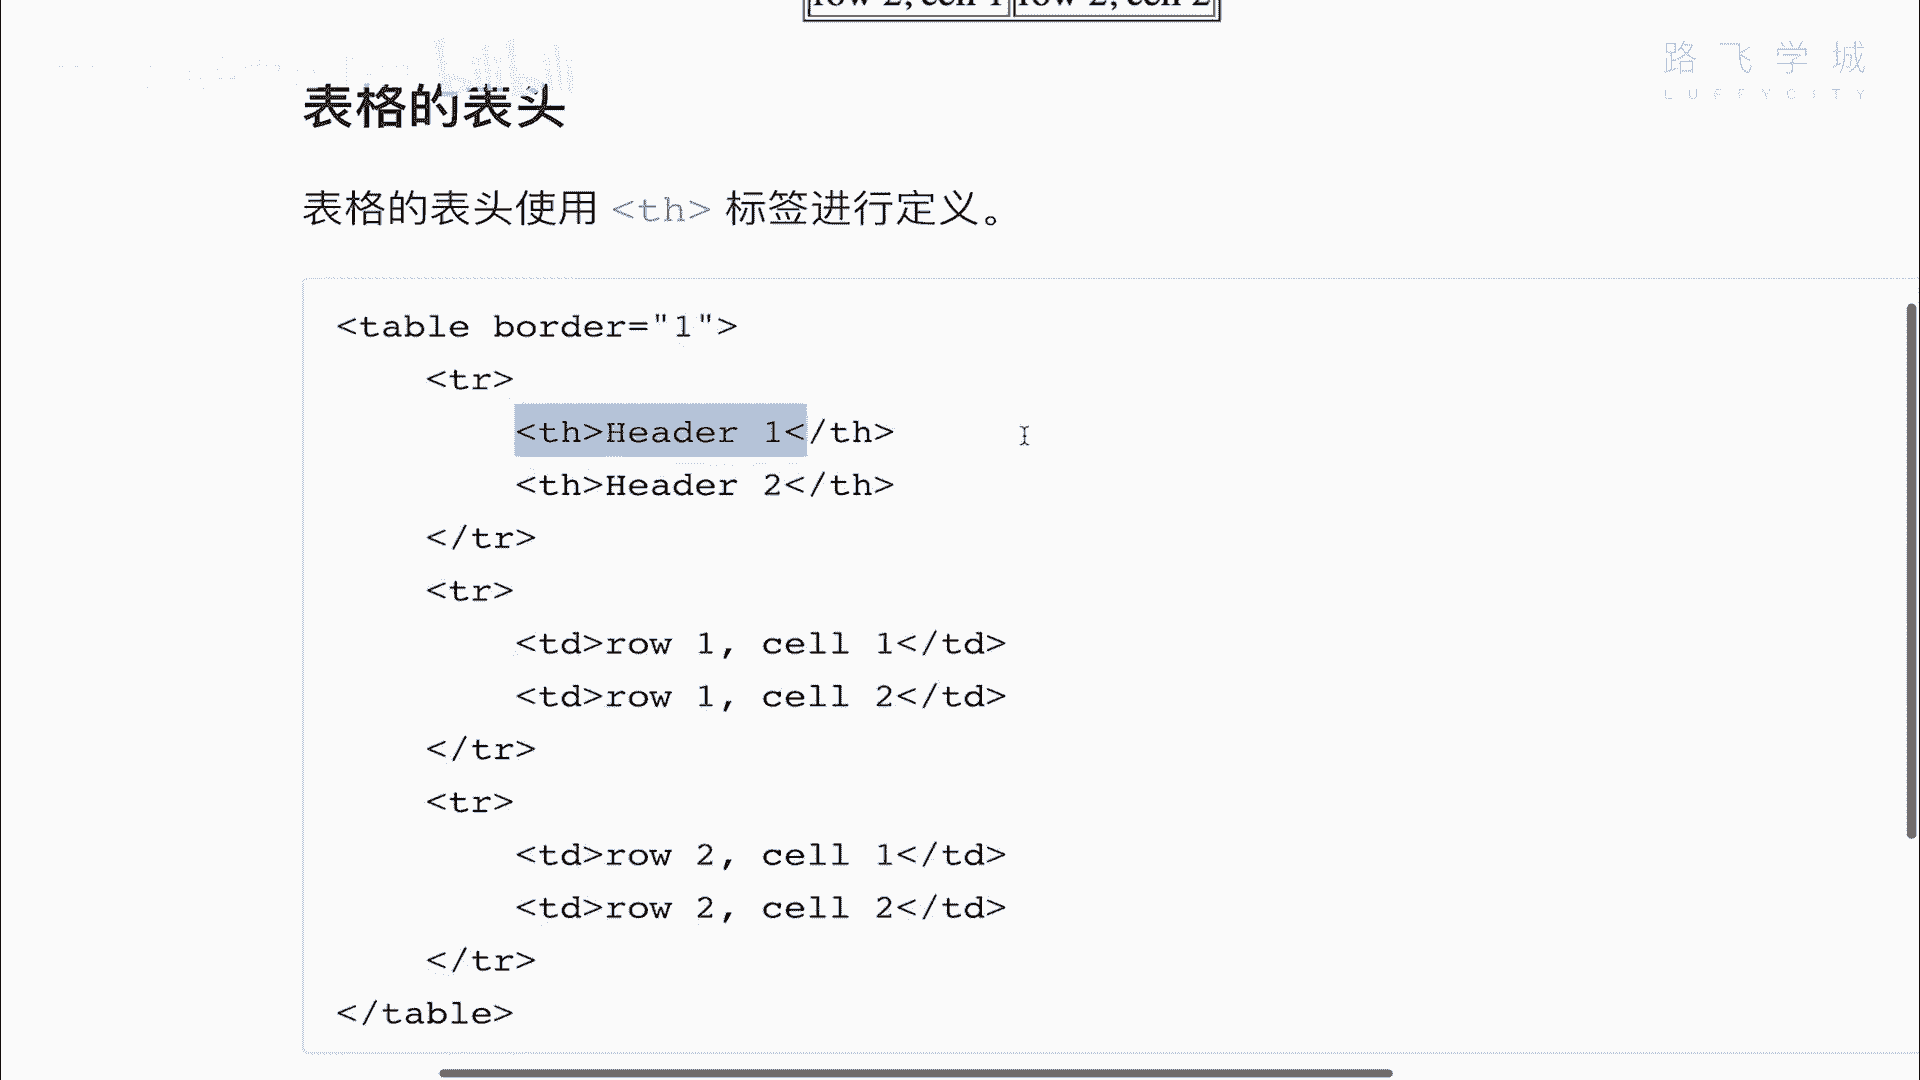 row 2, cell 1 row 2, cell 2
bilibili
路飞学城
LUFFYCITY
表格的表头
表格的表头使用 <th> 标签进行定义。
<table border="1">
    <tr>
        <th>Header 1</th>
        <th>Header 2</th>
    </tr>
    <tr>
        <td>row 1, cell 1</td>
        <td>row 1, cell 2</td>
    </tr>
    <tr>
        <td>row 2, cell 1</td>
        <td>row 2, cell 2</td>
    </tr>
</table>